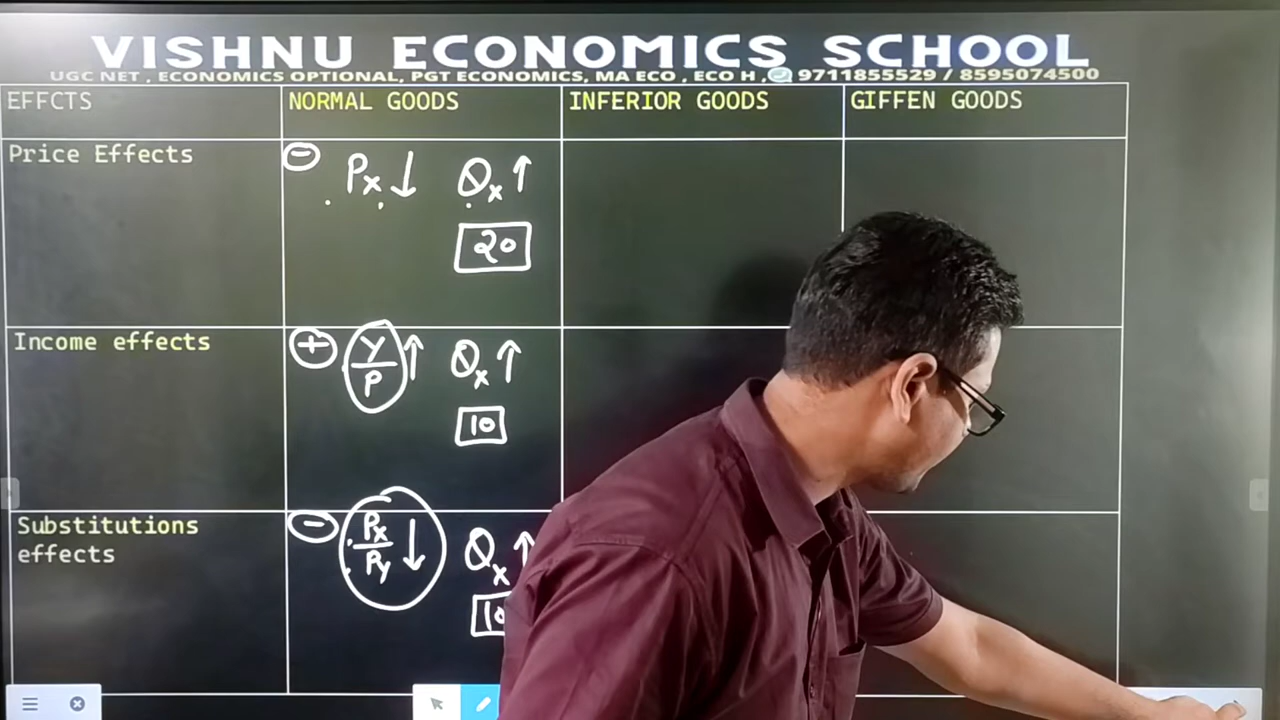 VISHNU ECONOMICS SCHOOL
UGC NET , ECONOMICS OPTIONAL, PGT ECONOMICS, MA ECO , ECO H , 9711855529 / 8595074500
EFFCTS NORMAL GOODS INFERIOR GOODS GIFFEN GOODS
Price Effects - Px ↓ Qx ↑
20
Income effects + Y/P ↑ Qx ↑
10
Substitutions
effects - Px/Py ↓ Qx ↑
10